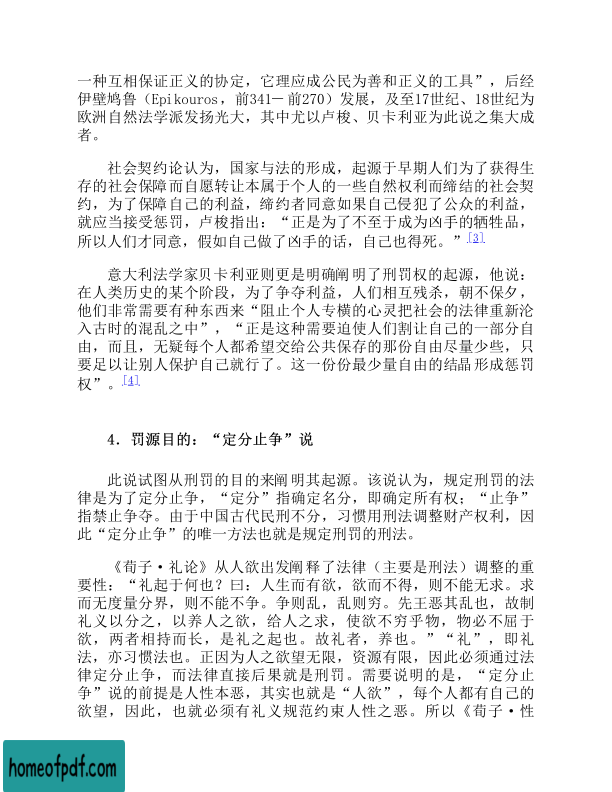 一种互相保证正义的协定，它理应成公民为善和正义的工具”，后经
伊壁鸠鲁（Epikouros，前341－前270）发展，及至17世纪、18世纪为
欧洲自然法学派发扬光大，其中尤以卢梭、贝卡利亚为此说之集大成
者。
社会契约论认为，国家与法的形成，起源于早期人们为了获得生
存的社会保障而自愿转让本属于个人的一些自然权利而缔结的社会契
约，为了保障自己的利益，缔约者同意如果自己侵犯了公众的利益，
就应当接受惩罚，卢梭指出：“正是为了不至于成为凶手的牺牲品，
所以人们才同意，假如自己做了凶手的话，自己也得死。”[3]
意大利法学家贝卡利亚则更是明确阐明了刑罚权的起源，他说：
在人类历史的某个阶段，为了争夺利益，人们相互残杀，朝不保夕，
他们非常需要有种东西来“阻止个人专横的心灵把社会的法律重新沦
入古时的混乱之中”，“正是这种需要迫使人们割让自己的一部分自
由，而且，无疑每个人都希望交给公共保存的那份自由尽量少些，只
要足以让别人保护自己就行了。这一份份最少量自由的结晶形成惩罚
权”。[4]
4．罚源目的：“定分止争”说
此说试图从刑罚的目的来阐明其起源。该说认为，规定刑罚的法
律是为了定分止争，“定分”指确定名分，即确定所有权；“止争”
指禁止争夺。由于中国古代民刑不分，习惯用刑法调整财产权利，因
此“定分止争”的唯一方法也就是规定刑罚的刑法。
《荀子·礼论》从人欲出发阐释了法律（主要是刑法）调整的重
要性：“礼起于何也？曰：人生而有欲，欲而不得，则不能无求。求
而无度量分界，则不能不争。争则乱，乱则穷。先王恶其乱也，故制
礼义以分之，以养人之欲，给人之求，使欲不穷乎物，物必不屈于
欲，两者相持而长，是礼之起也。故礼者，养也。”“礼”，即礼
法，亦习惯法也。正因为人之欲望无限，资源有限，因此必须通过法
律定分止争，而法律直接后果就是刑罚。需要说明的是，“定分止
争”说的前提是人性本恶，其实也就是“人欲”，每个人都有自己的
欲望，因此，也就必须有礼义规范约束人性之恶。所以《荀子·性
homeofpdf.com